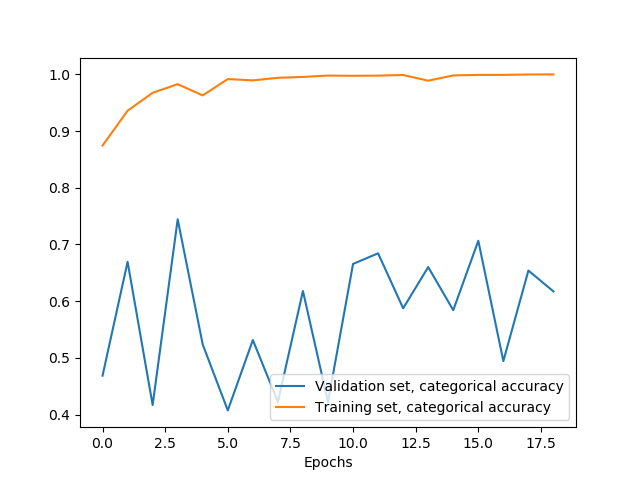 1.0
0.9
0.8
0.7
0.6
0.5
0.4
Validation set, categorical accuracy
Training set, categorical accuracy
0.0 2.5 5.0 7.5 10.0 12.5 15.0 17.5
Epochs